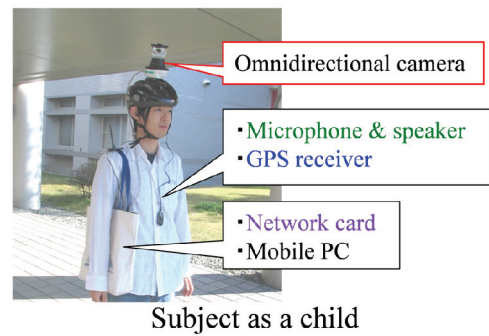 Omnidirectional camera
・Microphone & speaker
・GPS receiver
・Network card
・Mobile PC
Subject as a child